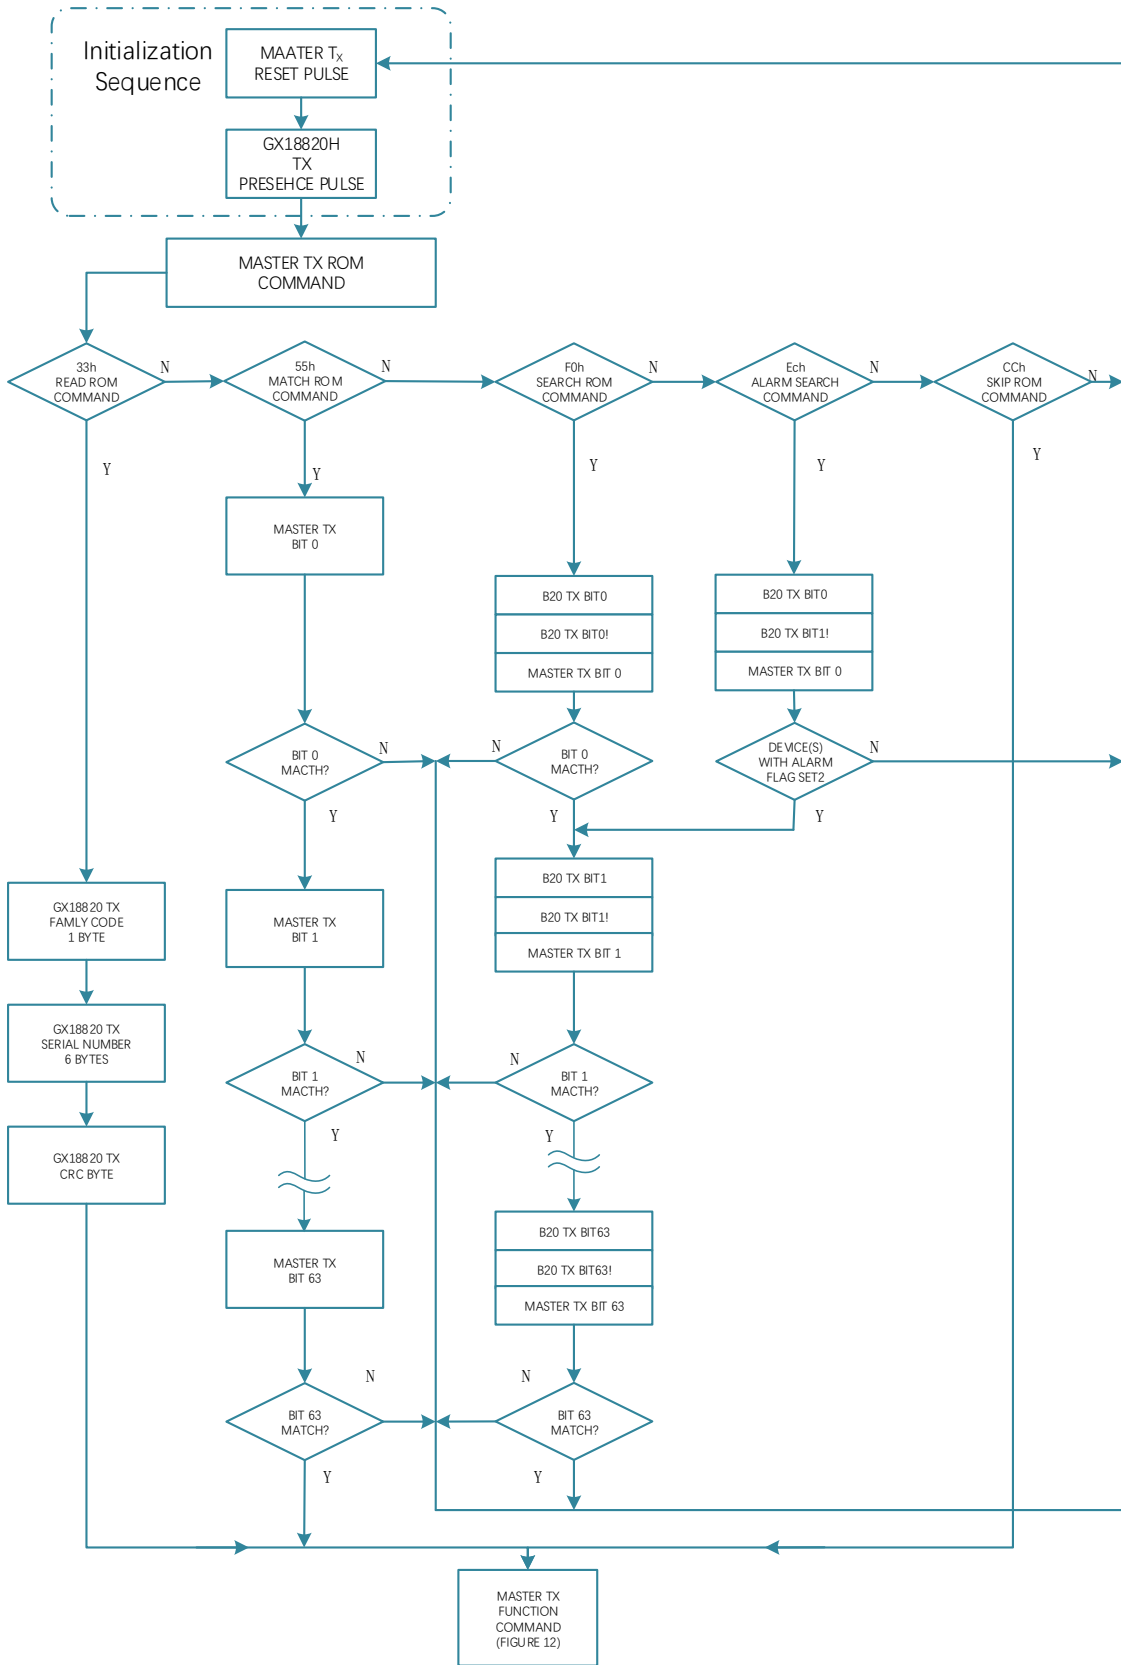 Initialization
Sequence
MAATER TX
RESET PULSE
GX18820H
TX
PRESEHCE PULSE
MASTER TX ROM
COMMAND
33h
READ ROM
COMMAND
N
55h
MATCH ROM
COMMAND
N
F0h
SEARCH ROM
COMMAND
N
Ech
ALARM SEARCH
COMMAND
N
CCh
SKIP ROM
COMMAND
N
Y
Y
Y
Y
Y
MASTER TX
BIT 0
B20 TX BIT0
B20 TX BIT0!
MASTER TX BIT 0
B20 TX BIT0
B20 TX BIT1!
MASTER TX BIT 0
BIT 0
MACTH?
N
N
BIT 0
MACTH?
DEVICE(S)
WITH ALARM
FLAG SET2
N
Y
Y
Y
GX18820 TX
FAMLY CODE
1 BYTE
MASTER TX
BIT 1
B20 TX BIT1
B20 TX BIT1!
MASTER TX BIT 1
GX18820 TX
SERIAL NUMBER
6 BYTES
BIT 1
MACTH?
N
N
BIT 1
MACTH?
Y
Y
GX18820 TX
CRC BYTE
MASTER TX
BIT 63
B20 TX BIT63
B20 TX BIT63!
MASTER TX BIT 63
BIT 63
MATCH?
N
N
BIT 63
MATCH?
Y
Y
MASTER TX
FUNCTION
COMMAND
(FIGURE 12)